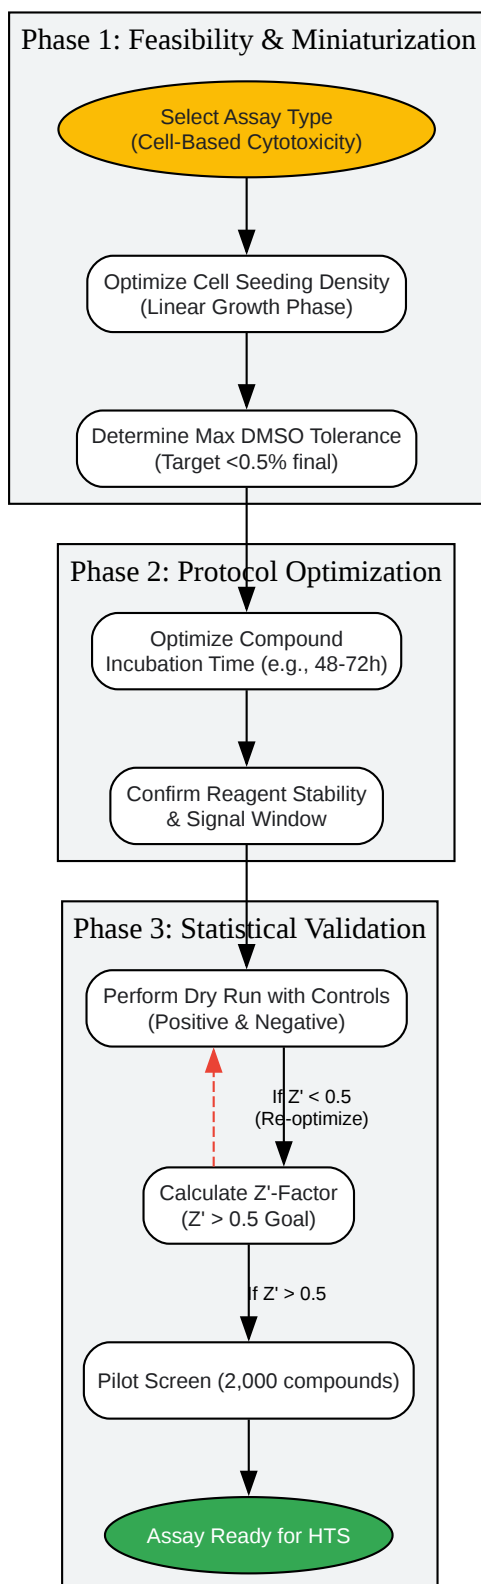 Phase 1: Feasibility & Miniaturization
Select Assay Type
(Cell-Based Cytotoxicity)
Optimize Cell Seeding Density
(Linear Growth Phase)
Determine Max DMSO Tolerance
(Target <0.5% final)
Phase 2: Protocol Optimization
Optimize Compound
Incubation Time (e.g., 48-72h)
Confirm Reagent Stability
& Signal Window
Phase 3: Statistical Validation
Perform Dry Run with Controls
(Positive & Negative)
If Z' < 0.5
(Re-optimize)
Calculate Z'-Factor
(Z' > 0.5 Goal)
If Z' > 0.5
Pilot Screen (2,000 compounds)
Assay Ready for HTS